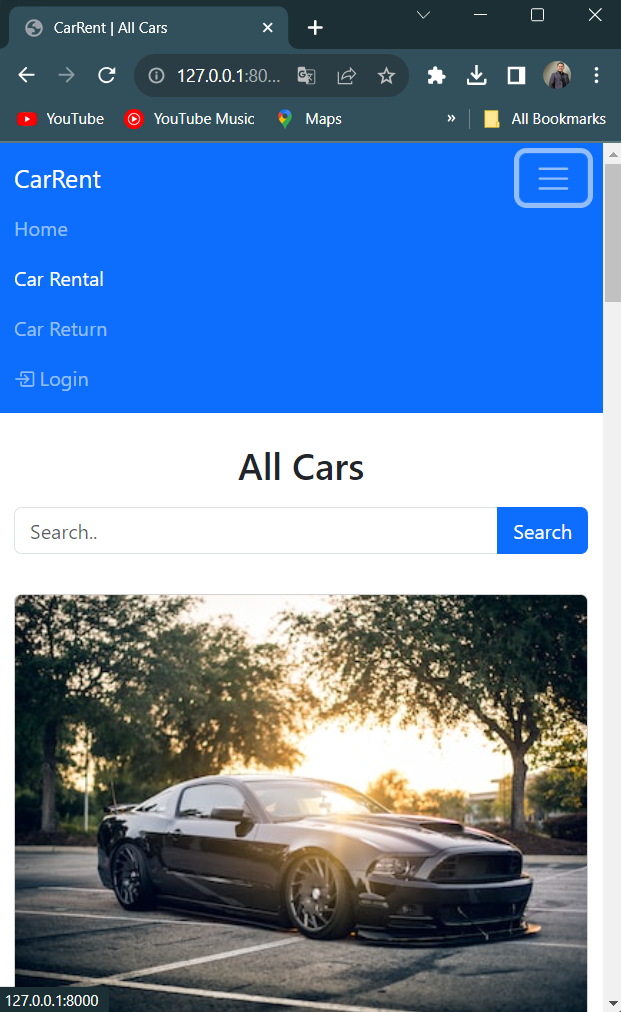 CarRent | All Cars
127.0.0.1:80...
YouTube YouTube Music Maps » All Bookmarks
CarRent
Home
Car Rental
Car Return
Login
All Cars
Search.. Search
127.0.0.1:8000